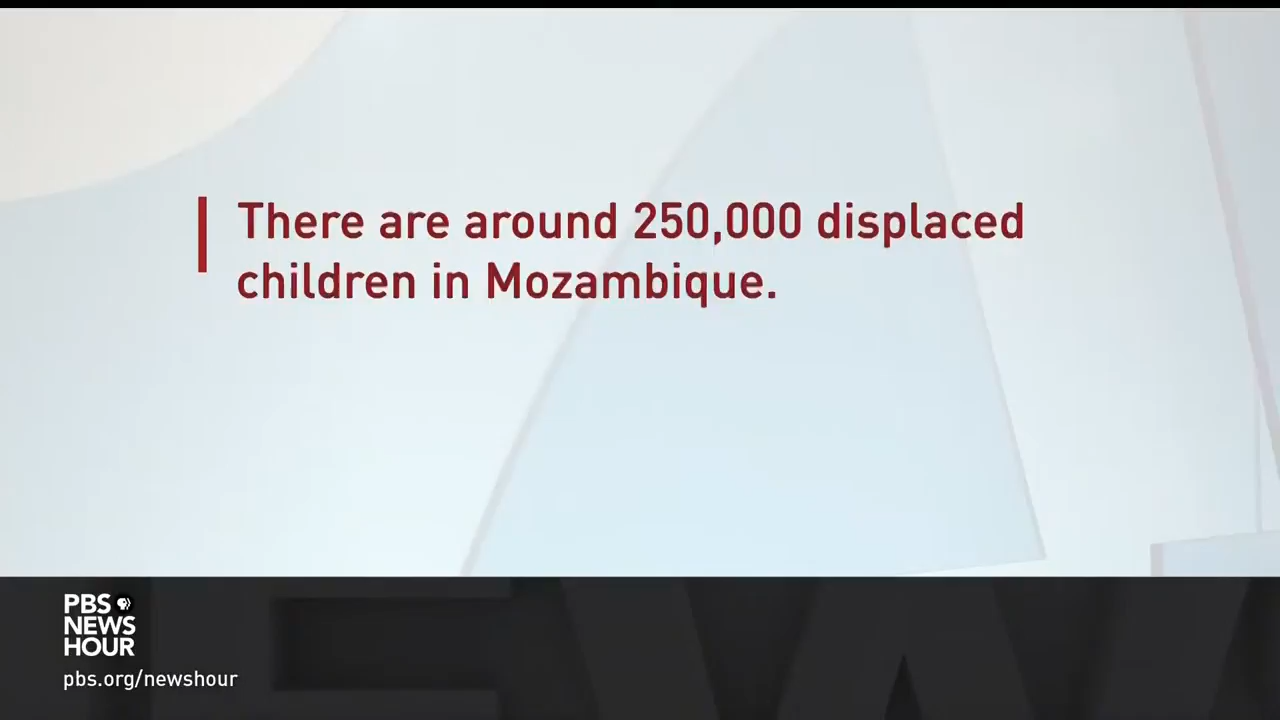 There are around 250,000 displaced
children in Mozambique.
PBS
NEWS
HOUR
pbs.org/newshour